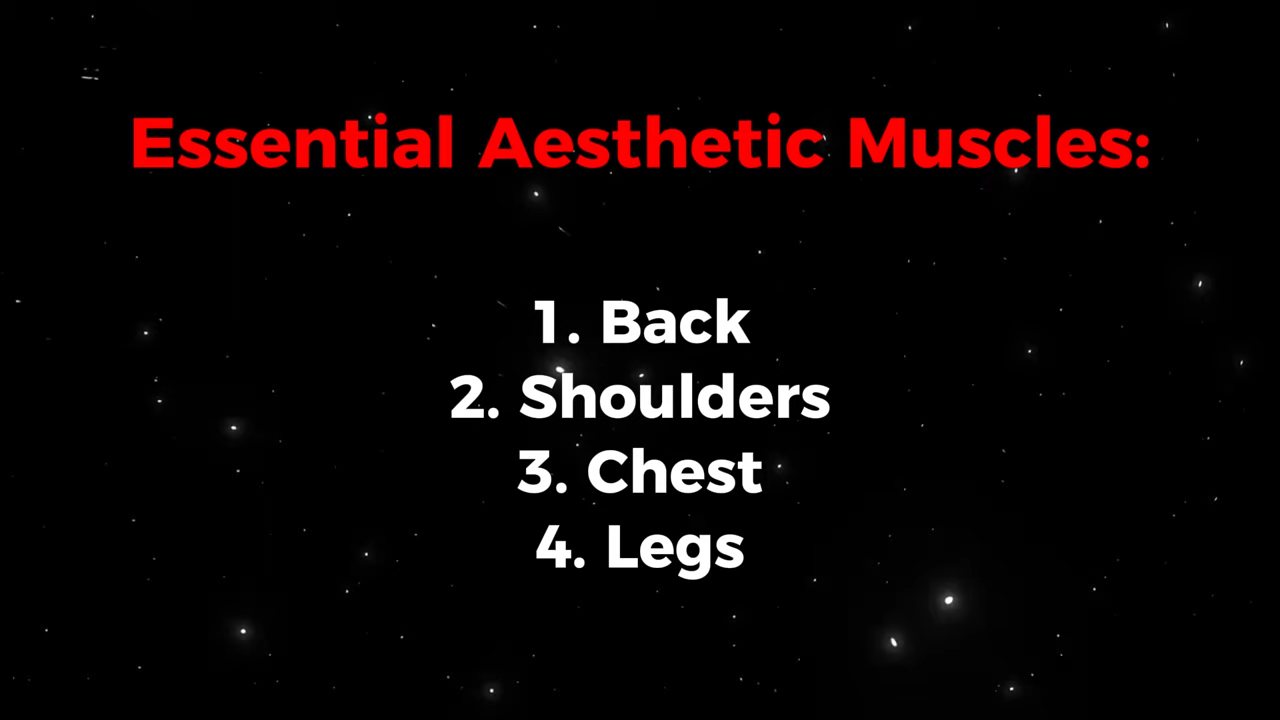 Essential Aesthetic Muscles:
1. Back
2. Shoulders
3. Chest
4. Legs